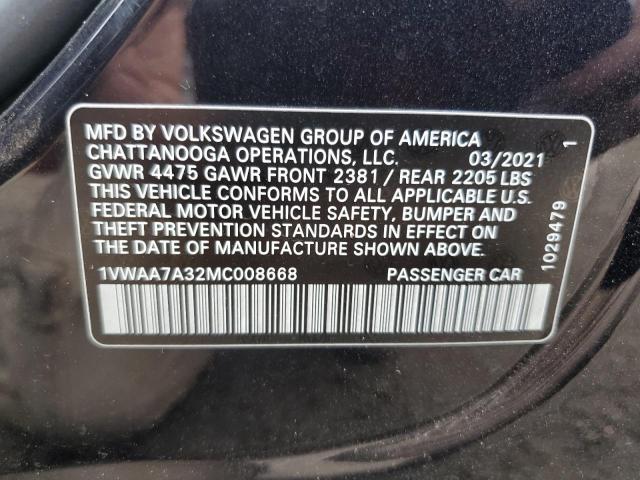 MFD BY VOLKSWAGEN GROUP OF AMERICA
CHATTANOOGA OPERATIONS, LLC. 03/2021
GVWR 4475 GAWR FRONT 2381 / REAR 2205 LBS
THIS VEHICLE CONFORMS TO ALL APPLICABLE U.S.
FEDERAL MOTOR VEHICLE SAFETY, BUMPER AND
THEFT PREVENTION STANDARDS IN EFFECT ON
THE DATE OF MANUFACTURE SHOWN ABOVE.
1VWAA7A32MC008668 PASSENGER CAR
1029479 1